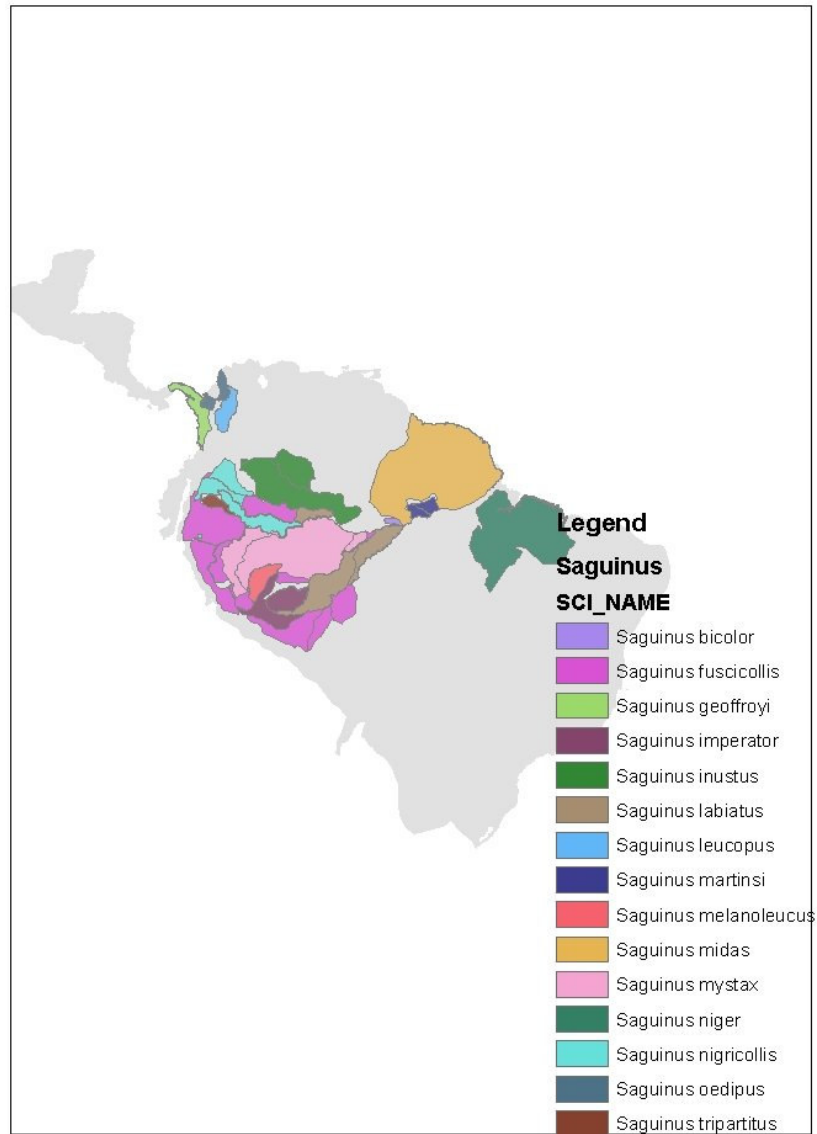 Legend
Saguinus
SCI_NAME
Saguinus bicolor
Saguinus fuscicollis
Saguinus geoffroyi
Saguinus imperator
Saguinus inustus
Saguinus labiatus
Saguinus leucopus
Saguinus martinsi
Saguinus melanoleucus
Saguinus midas
Saguinus mystax
Saguinus niger
Saguinus nigricollis
Saguinus oedipus
Saguinus tripartitus